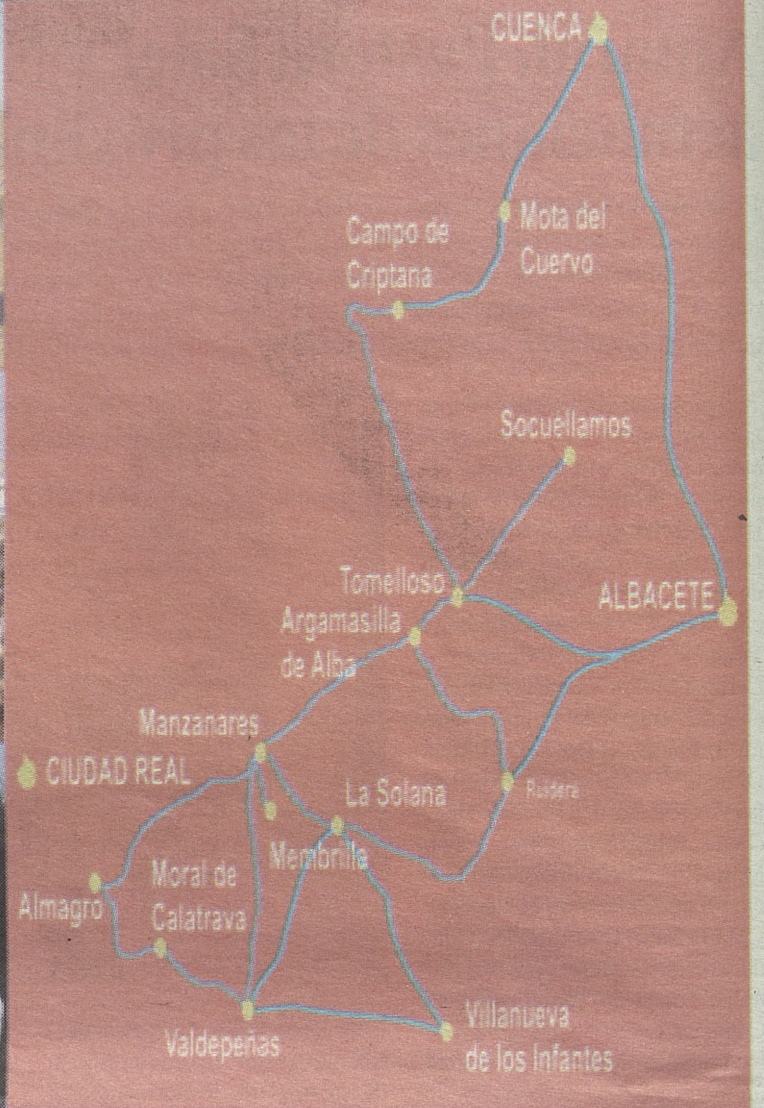 CUENCA
Mota del
Cuervo
Campo de
Criptana
Socuéllamos
Tomelloso
ALBACETE
Argamasilla
de Alba
Manzanares
CIUDAD REAL
La Solana
Ruidera
Membrilla
Moral de
Calatrava
Almagro
Valdepeñas
Villanueva
de los Infantes